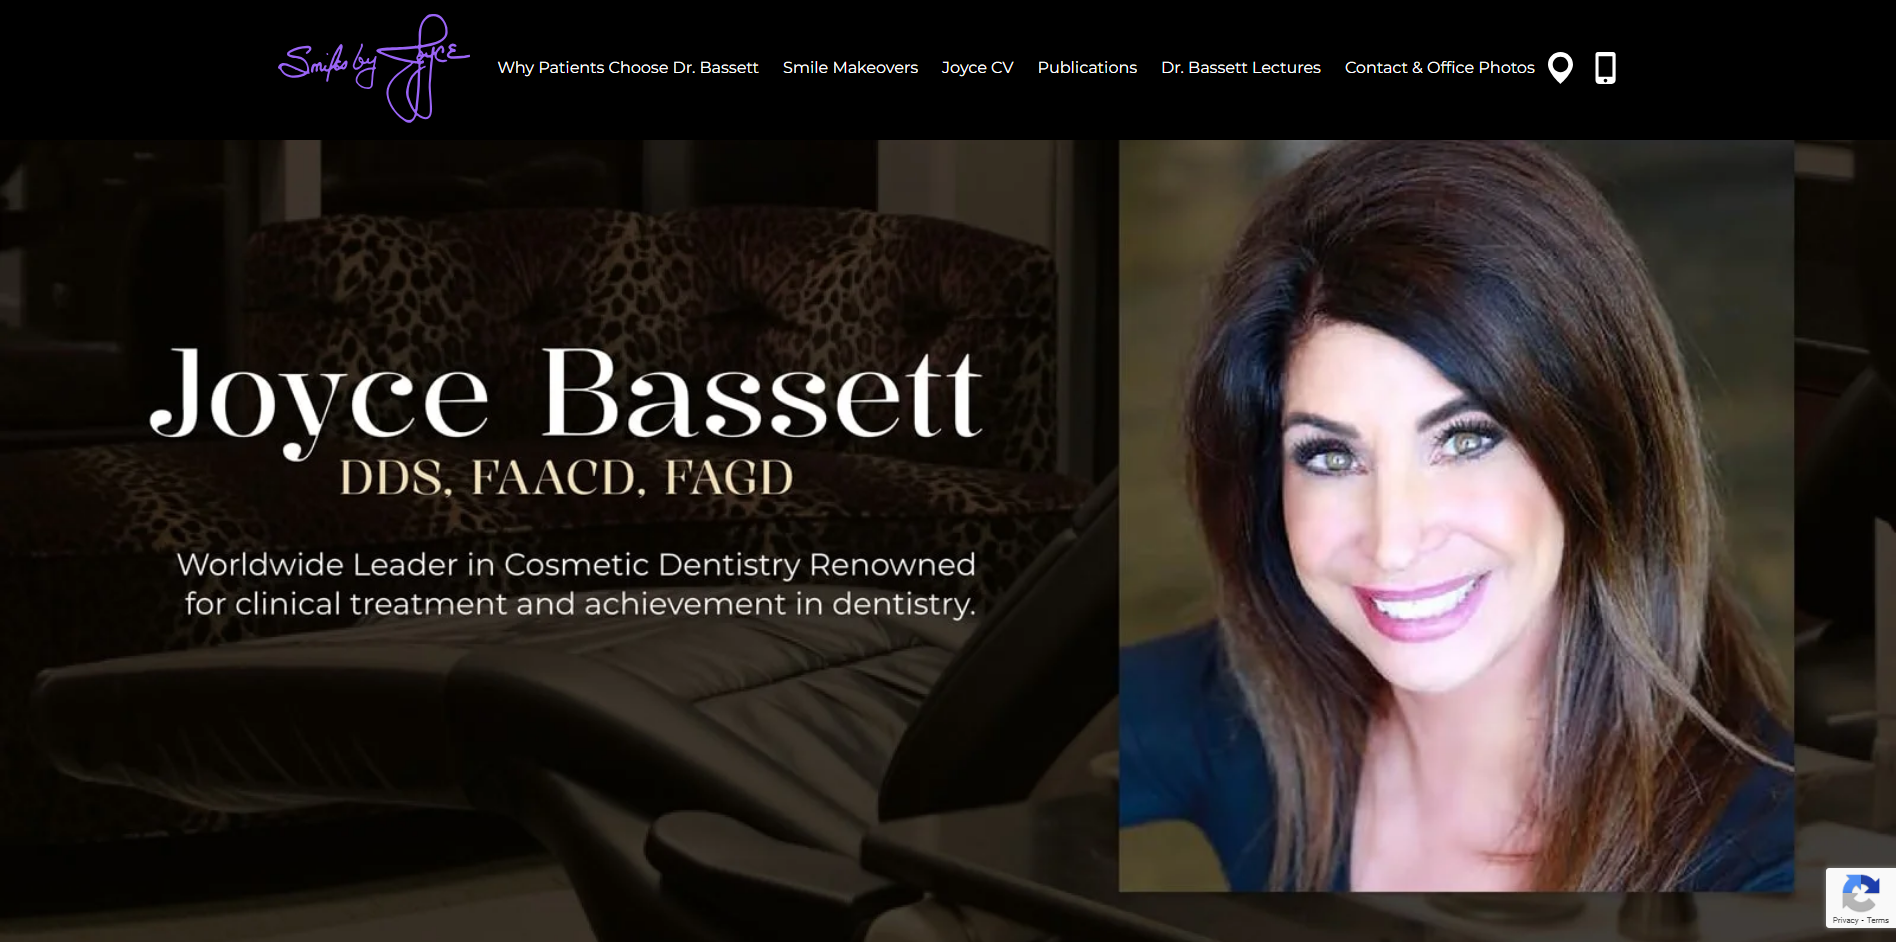 Smiles by Joyce
Why Patients Choose Dr. Bassett
Smile Makeovers
Joyce CV
Publications
Dr. Bassett Lectures
Contact & Office Photos
Joyce Bassett
DDS, FAACD, FAGD
Worldwide Leader in Cosmetic Dentistry Renowned
for clinical treatment and achievement in dentistry.
Privacy - Terms